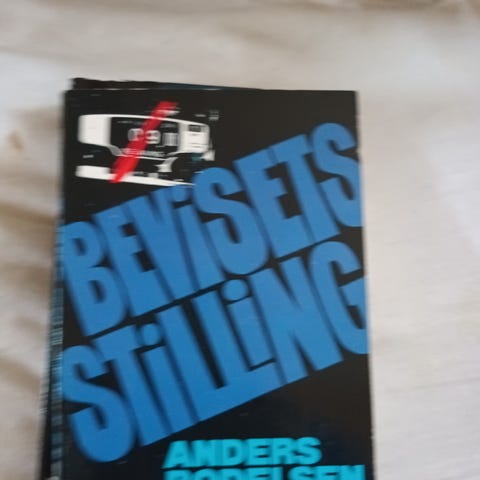 BEViSETS
STiLLiNG
ANDERS
BODELSEN